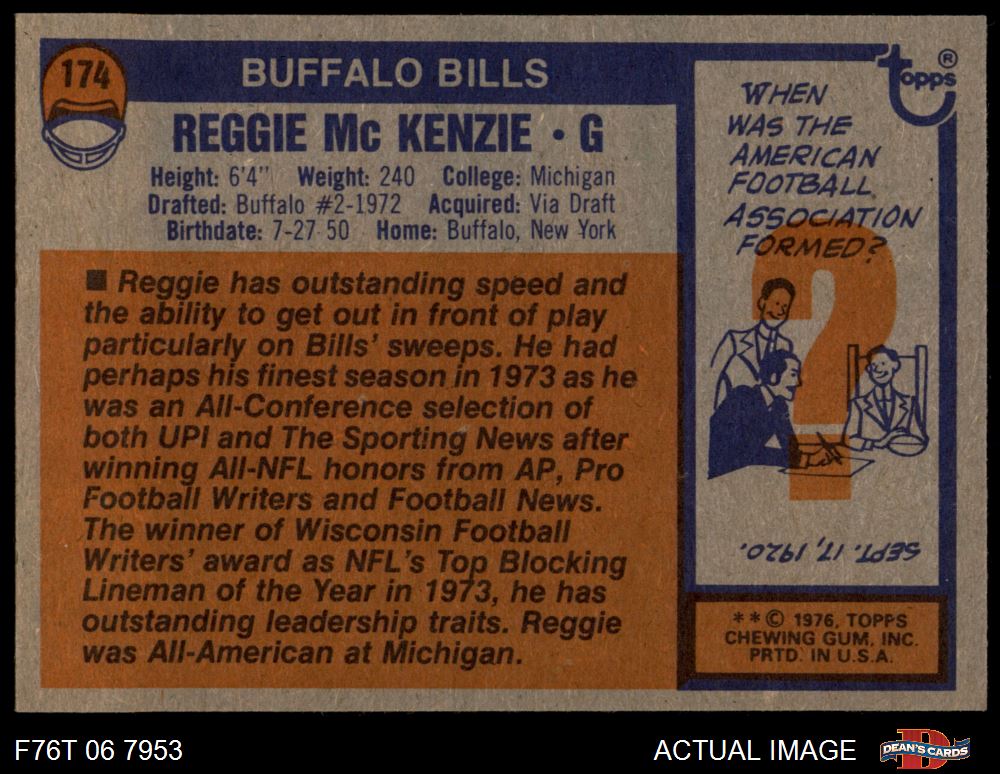 174
BUFFALO BILLS
topps®
REGGIE Mc KENZIE • G
Height: 6'4" Weight: 240 College: Michigan
Drafted: Buffalo #2-1972 Acquired: Via Draft
Birthdate: 7-27 50 Home: Buffalo, New York
■ Reggie has outstanding speed and
the ability to get out in front of play
particularly on Bills' sweeps. He had
perhaps his finest season in 1973 as he
was an All-Conference selection of
both UPI and The Sporting News after
winning All-NFL honors from AP, Pro
Football Writers and Football News.
The winner of Wisconsin Football
Writers' award as NFL's Top Blocking
Lineman of the Year in 1973, he has
outstanding leadership traits. Reggie
was All-American at Michigan.
WHEN
WAS THE
AMERICAN
FOOTBALL
ASSOCIATION
FORMED?
?
SEPT. 17, 1920.
**© 1976, TOPPS
CHEWING GUM, INC.
PRTD. IN U.S.A.
F76T 06 7953
ACTUAL IMAGE
DEAN'S CARDS